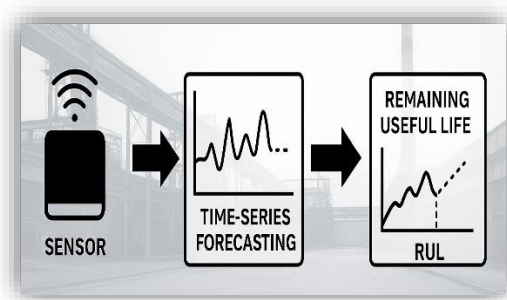 SENSOR
TIME-SERIES
FORECASTING
REMAINING
USEFUL LIFE
RUL